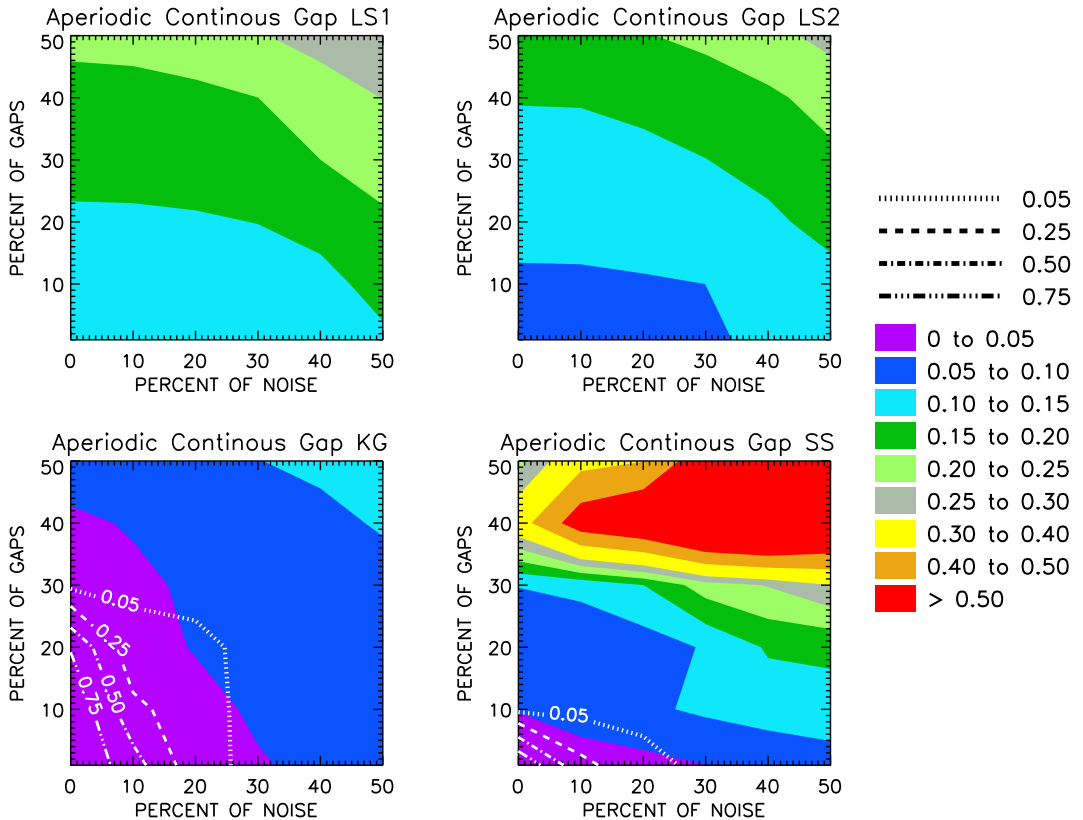 Aperiodic Continous Gap LS1
50
40
30
20
10
PERCENT OF GAPS
0 10 20 30 40 50
PERCENT OF NOISE
Aperiodic Continous Gap LS2
50
40
30
20
10
PERCENT OF GAPS
0 10 20 30 40 50
PERCENT OF NOISE
Aperiodic Continous Gap KG
50
40
30
20
10
PERCENT OF GAPS
0.05
0.25
0.50
0.75
0 10 20 30 40 50
PERCENT OF NOISE
Aperiodic Continous Gap SS
50
40
30
20
10
PERCENT OF GAPS
0.05
0 10 20 30 40 50
PERCENT OF NOISE
0.05
0.25
0.50
0.75
0 to 0.05
0.05 to 0.10
0.10 to 0.15
0.15 to 0.20
0.20 to 0.25
0.25 to 0.30
0.30 to 0.40
0.40 to 0.50
> 0.50